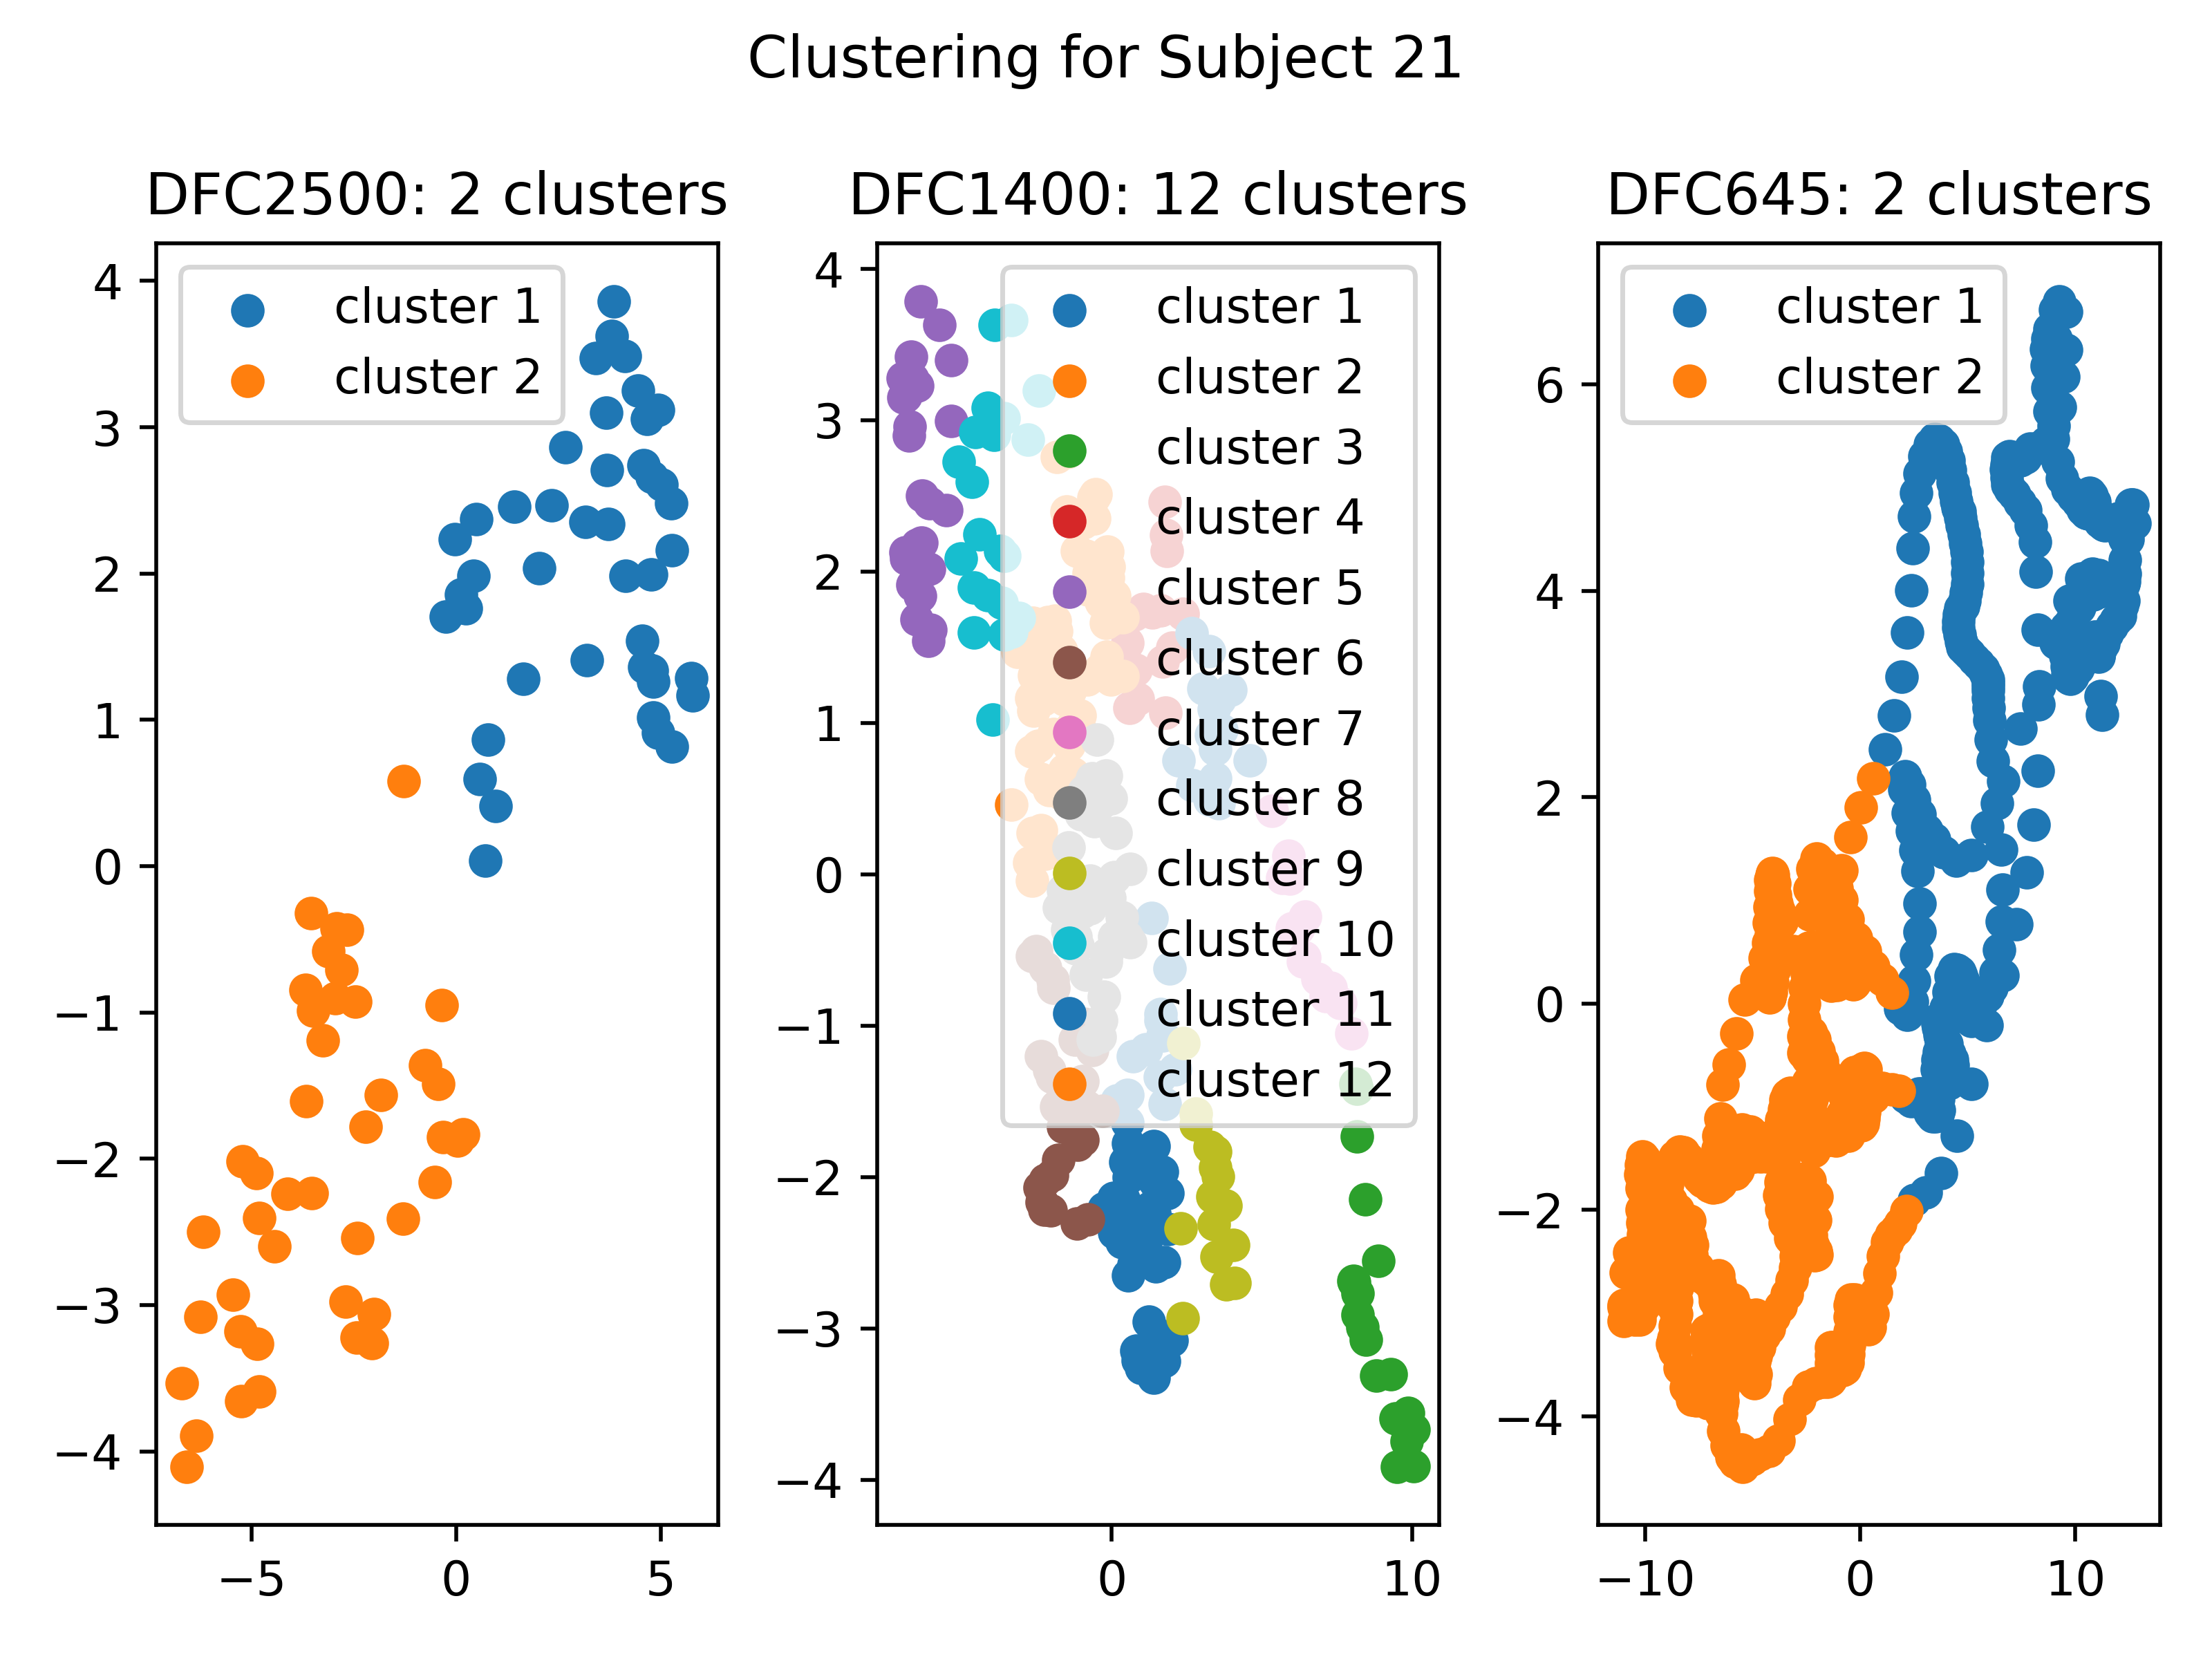 Clustering for Subject 21
DFC2500: 2 clusters
4
3
2
1
0
−1
−2
−3
−4
−5
0
5
cluster 1
cluster 2
DFC1400: 12 clusters
4
3
2
1
0
−1
−2
−3
−4
0
10
cluster 1
cluster 2
cluster 3
cluster 4
cluster 5
cluster 6
cluster 7
cluster 8
cluster 9
cluster 10
cluster 11
cluster 12
DFC645: 2 clusters
6
4
2
0
−2
−4
−10
0
10
cluster 1
cluster 2